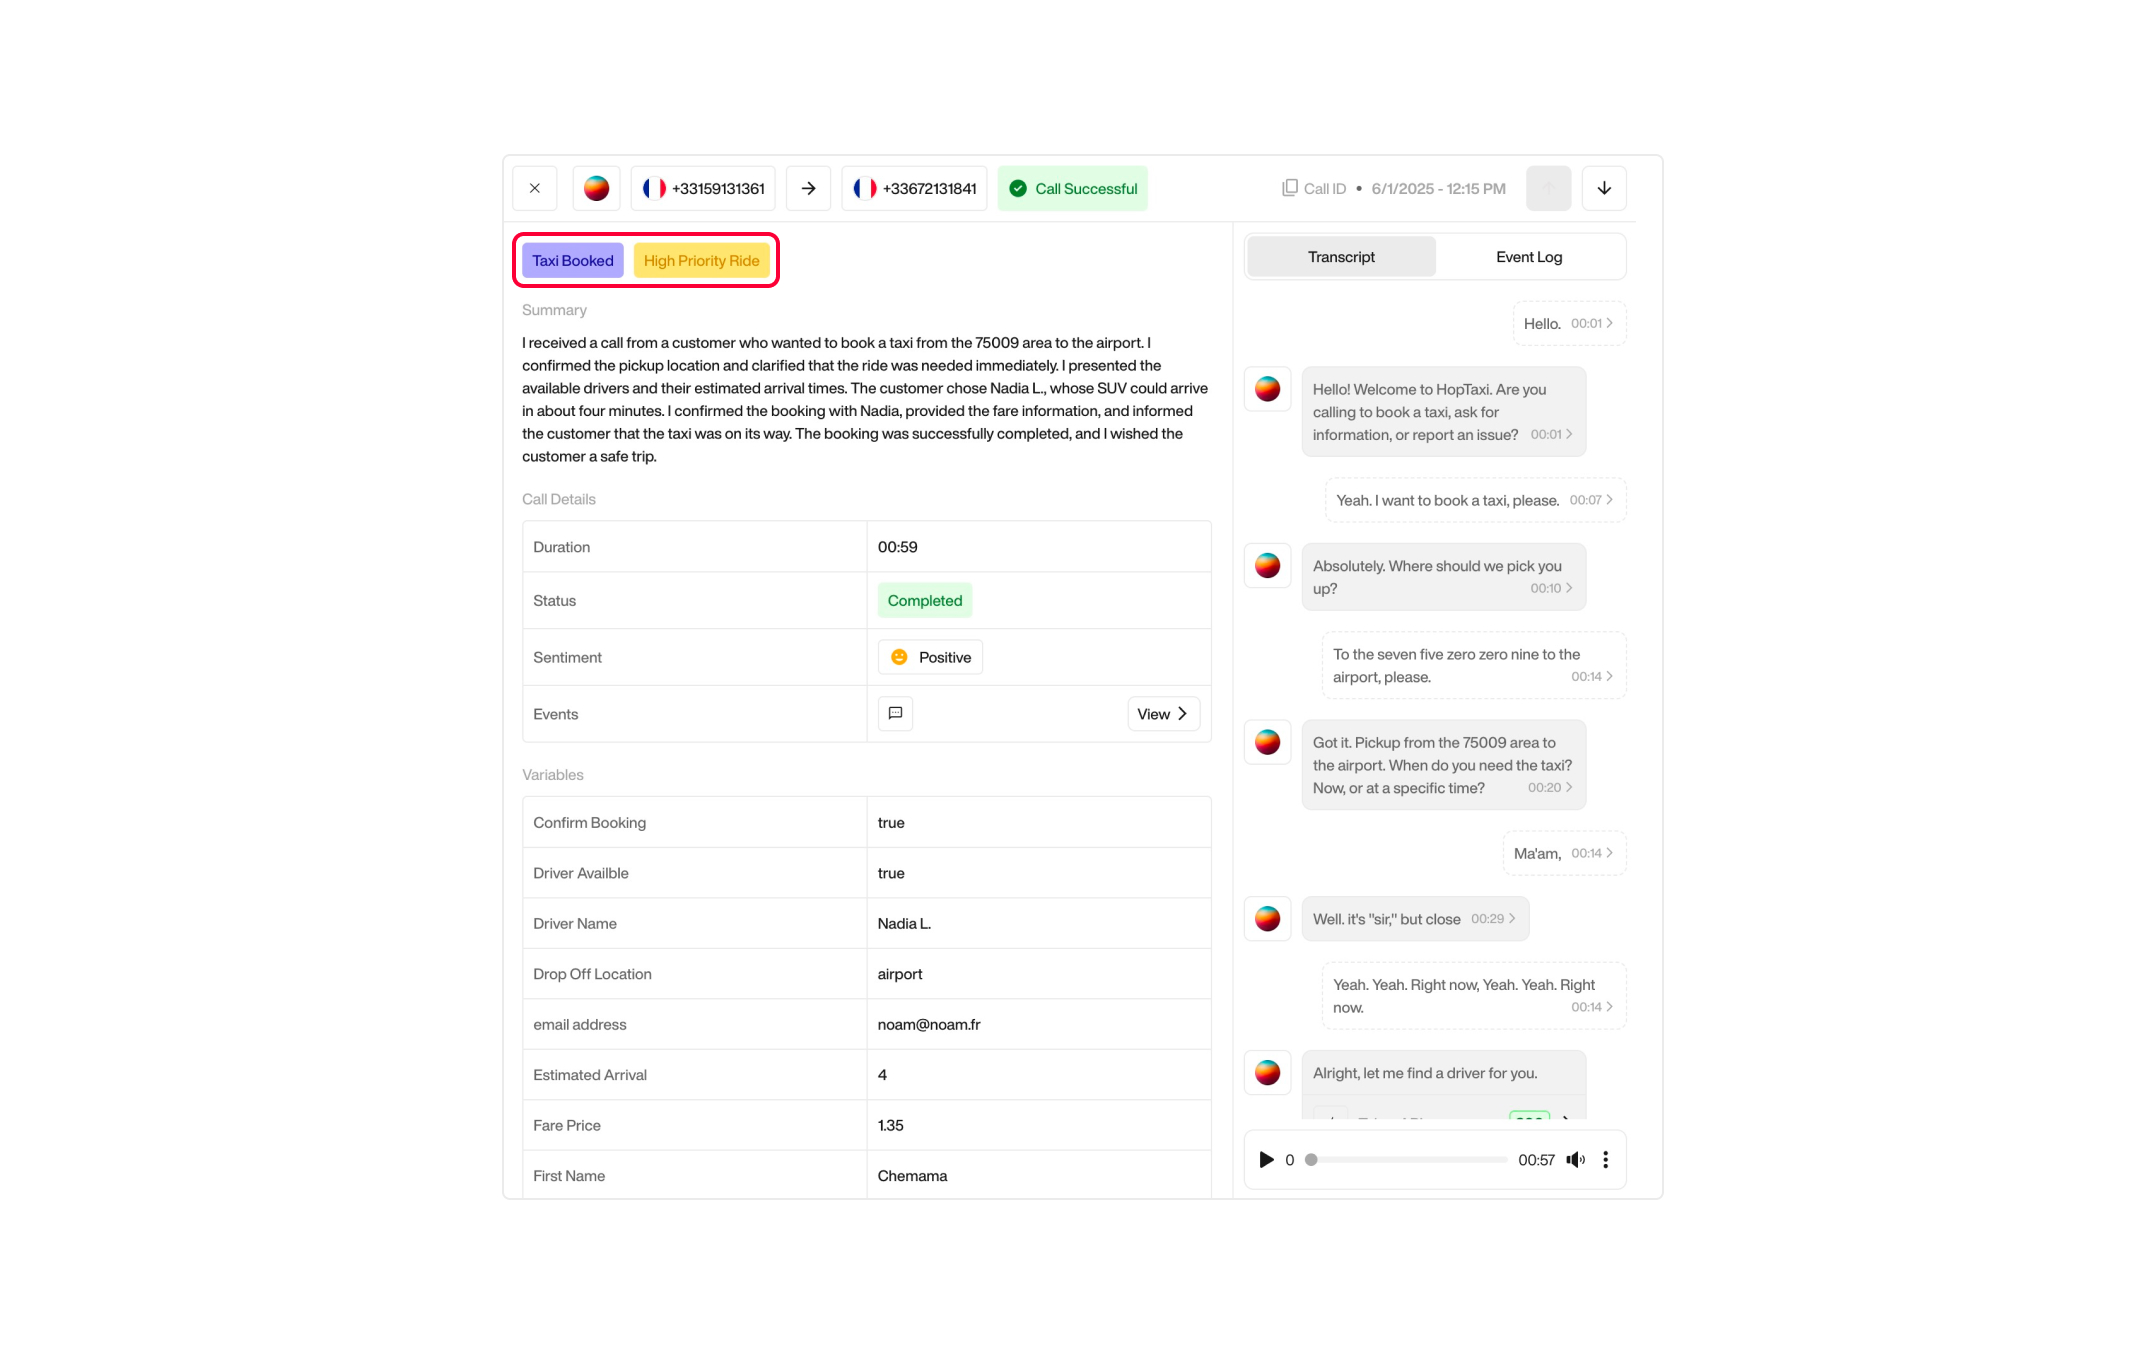 +33159131361
+33672131841
Call Successful
Call ID • 6/1/2025 - 12:15 PM
Taxi Booked
High Priority Ride
Summary
I received a call from a customer who wanted to book a taxi from the 75009 area to the airport. I
confirmed the pickup location and clarified that the ride was needed immediately. I presented the
available drivers and their estimated arrival times. The customer chose Nadia L., whose SUV could arrive
in about four minutes. I confirmed the booking with Nadia, provided the fare information, and informed
the customer that the taxi was on its way. The booking was successfully completed, and I wished the
customer a safe trip.
Call Details
Duration 00:59
Status Completed
Sentiment Positive
Events View
Variables
Confirm Booking true
Driver Availble true
Driver Name Nadia L.
Drop Off Location airport
email address noam@noam.fr
Estimated Arrival 4
Fare Price 1.35
First Name Chemama
Transcript
Event Log
Hello. 00:01
Hello! Welcome to HopTaxi. Are you
calling to book a taxi, ask for
information, or report an issue? 00:01
Yeah. I want to book a taxi, please. 00:07
Absolutely. Where should we pick you
up? 00:10
To the seven five zero zero nine to the
airport, please. 00:14
Got it. Pickup from the 75009 area to
the airport. When do you need the taxi?
Now, or at a specific time? 00:20
Ma'am, 00:14
Well. it's "sir," but close 00:29
Yeah. Yeah. Right now, Yeah. Yeah. Right
now. 00:14
Alright, let me find a driver for you.
0 00:57